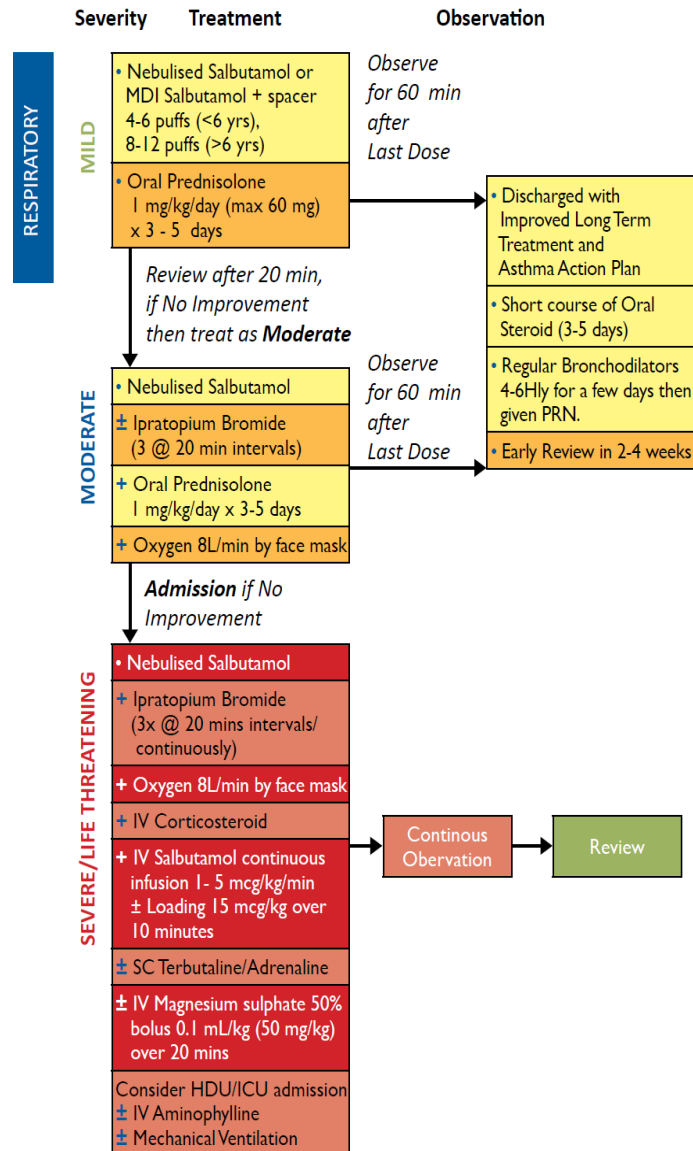 Severity
Treatment
Observation
RESPIRATORY
MILD
• Nebulised Salbutamol or
MDI Salbutamol + spacer
4-6 puffs (<6 yrs),
8-12 puffs (>6 yrs)
• Oral Prednisolone
1 mg/kg/day (max 60 mg)
x 3 - 5 days
Observe
for 60 min
after
Last Dose
• Discharged with
Improved Long Term
Treatment and
Asthma Action Plan
• Short course of Oral
Steroid (3-5 days)
• Regular Bronchodilators
4-6Hly for a few days then
given PRN.
• Early Review in 2-4 weeks
Review after 20 min,
if No Improvement
then treat as Moderate
MODERATE
• Nebulised Salbutamol
± Ipratopium Bromide
(3 @ 20 min intervals)
+ Oral Prednisolone
1 mg/kg/day x 3-5 days
+ Oxygen 8L/min by face mask
Observe
for 60 min
after
Last Dose
Admission if No
Improvement
SEVERE/LIFE THREATENING
• Nebulised Salbutamol
+ Ipratopium Bromide
(3x @ 20 mins intervals/
continuously)
+ Oxygen 8L/min by face mask
+ IV Corticosteroid
+ IV Salbutamol continuous
infusion 1- 5 mcg/kg/min
± Loading 15 mcg/kg over
10 minutes
± SC Terbutaline/Adrenaline
± IV Magnesium sulphate 50%
bolus 0.1 mL/kg (50 mg/kg)
over 20 mins
Consider HDU/ICU admission
± IV Aminophylline
± Mechanical Ventilation
Continous
Obervation
Review